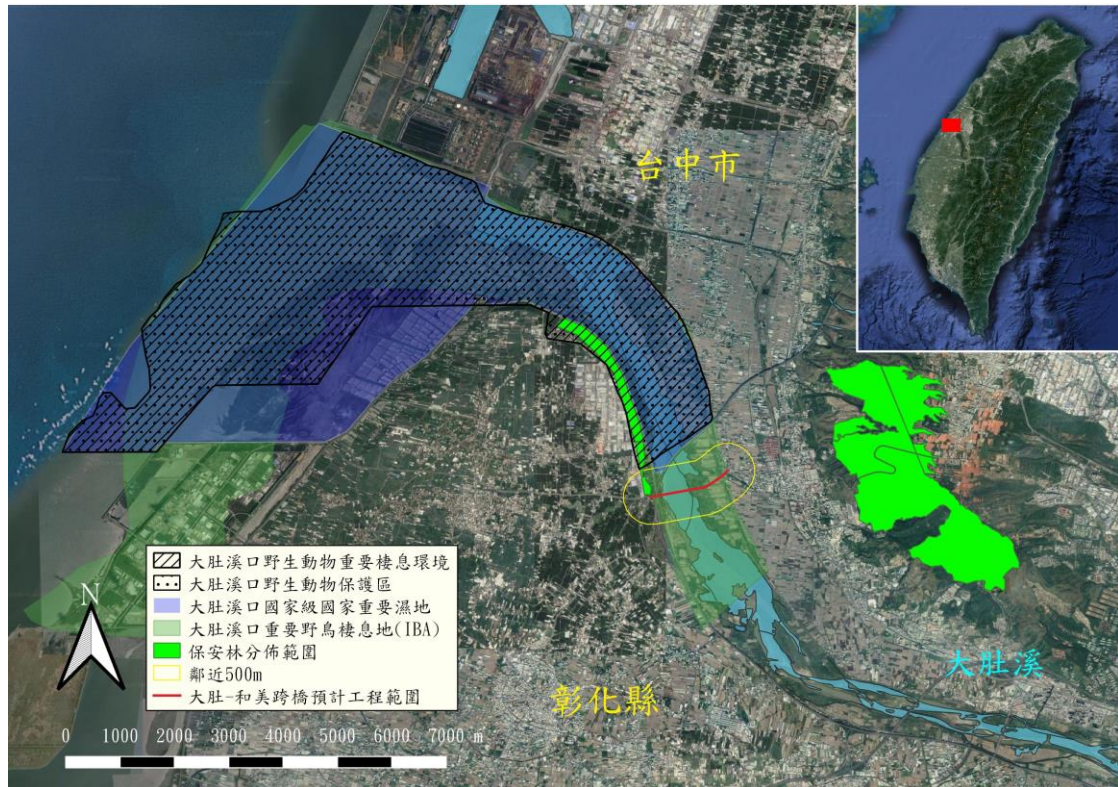 台中市
大肚溪口野生動物重要棲息環境
大肚溪口野生動物保護區
大肚溪口國家級國家重要濕地
大肚溪口重要野鳥棲息地(IBA)
保安林分佈範圍
鄰近500m
大肚-和美跨橋預計工程範圍
N
大肚溪
彰化縣
0 1000 2000 3000 4000 5000 6000 7000 m